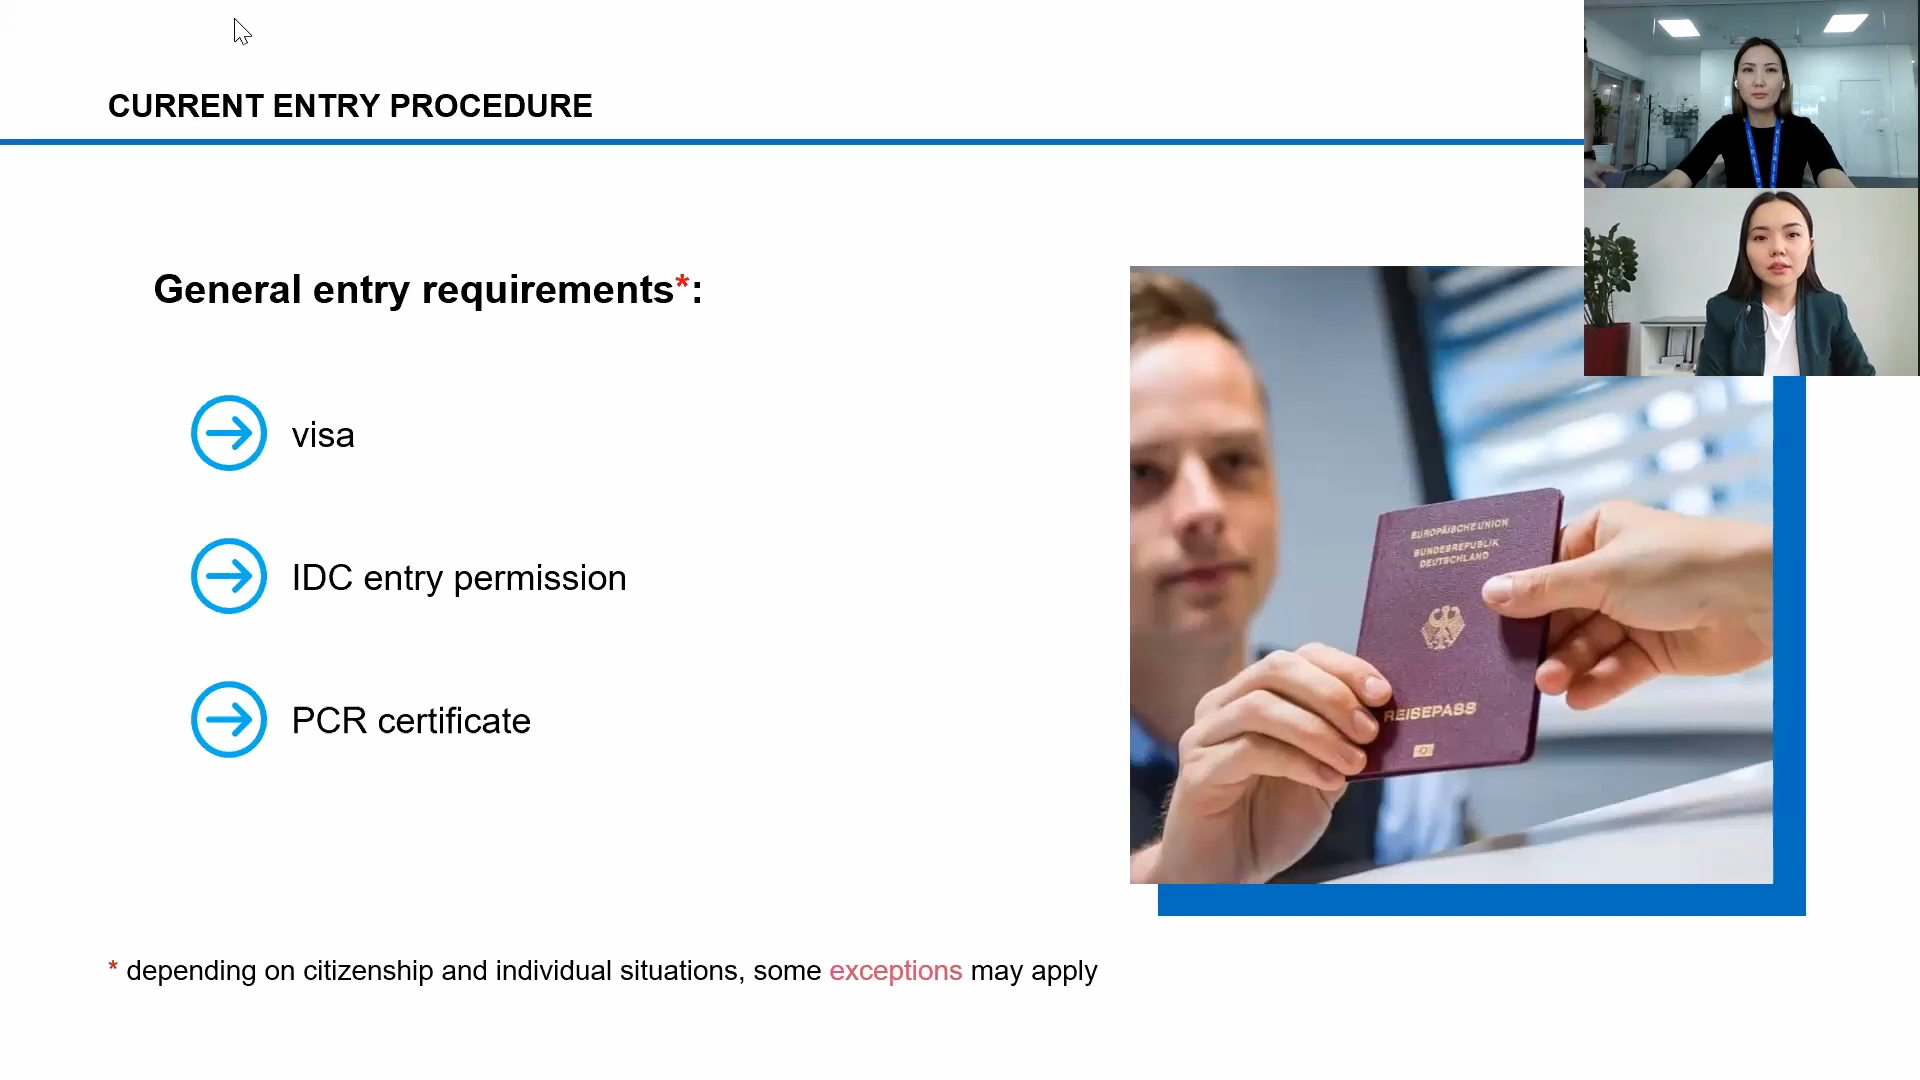 CURRENT ENTRY PROCEDURE
General entry requirements*:
visa
IDC entry permission
PCR certificate
EUROPÄISCHE UNION
BUNDESREPUBLIK
DEUTSCHLAND
REISEPASS
* depending on citizenship and individual situations, some exceptions may apply